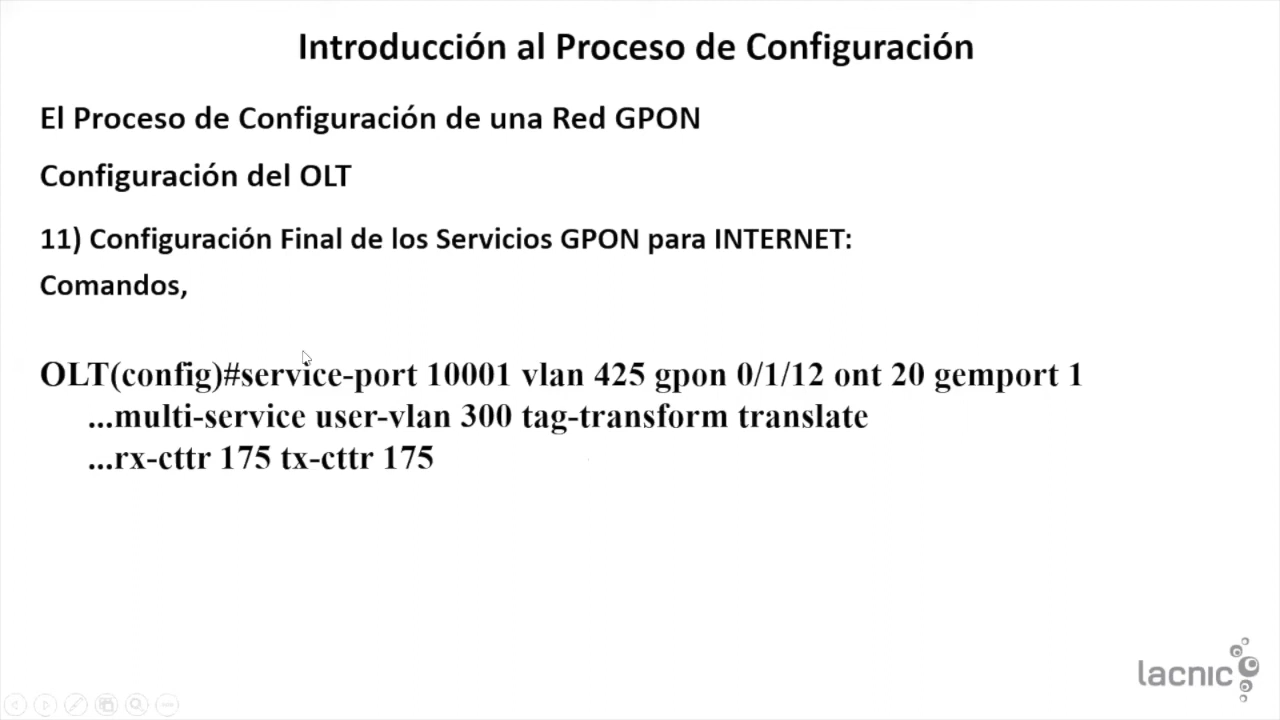 Introducción al Proceso de Configuración
El Proceso de Configuración de una Red GPON
Configuración del OLT
11) Configuración Final de los Servicios GPON para INTERNET:
Comandos,
OLT(config)#service-port 10001 vlan 425 gpon 0/1/12 ont 20 gemport 1
...multi-service user-vlan 300 tag-transform translate
...rx-cttr 175 tx-cttr 175
lacnic